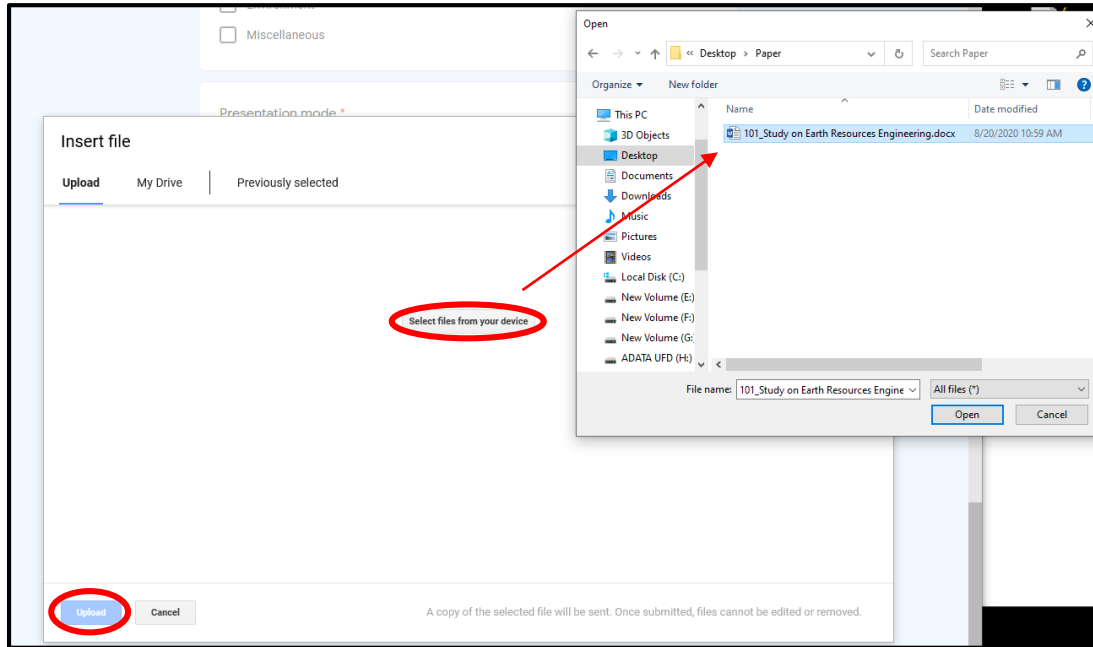 Environment
Miscellaneous
Presentation mode *
Insert file
Upload
My Drive
Previously selected
Select files from your device
Upload
Cancel
A copy of the selected file will be sent. Once submitted, files cannot be edited or removed.
Open
« Desktop > Paper
Search Paper
Organize
New folder
Name
Date modified
This PC
3D Objects
Desktop
Documents
Downloads
Music
Pictures
Videos
Local Disk (C:)
New Volume (E:)
New Volume (F:)
New Volume (G:
ADATA UFD (H:)
101_Study on Earth Resources Engineering.docx
8/20/2020 10:59 AM
File name:
101_Study on Earth Resources Engine
All files (*)
Open
Cancel